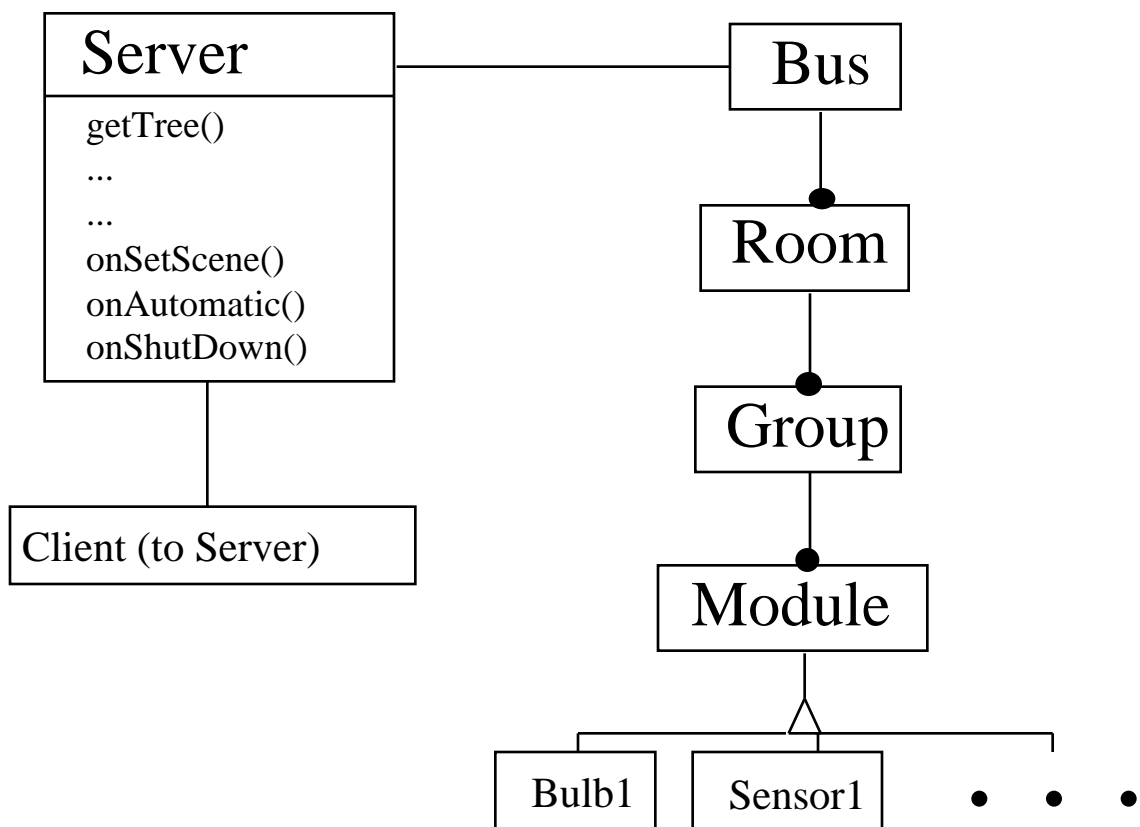 Server
getTree()
...
...
onSetScene()
onAutomatic()
onShutDown()
Client (to Server)
Bus
Room
Group
Module
Bulb1
Sensor1
• • •